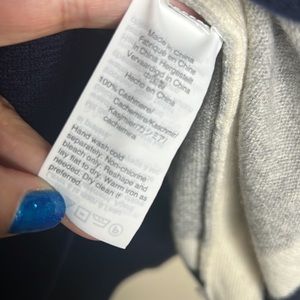 Made in China
Fabriqué en China
in China Hergestellt
Vervaardigd in China
Hecho en China
100% Cashmere/
Cachemire/Kaschmir/
Kasjmier/カシミア/
cachemira
Hand wash cold
separately. Non-chlorine
bleach only. Reshape and
lay flat to dry. Warm iron as
needed. Dry clean if
preferred.